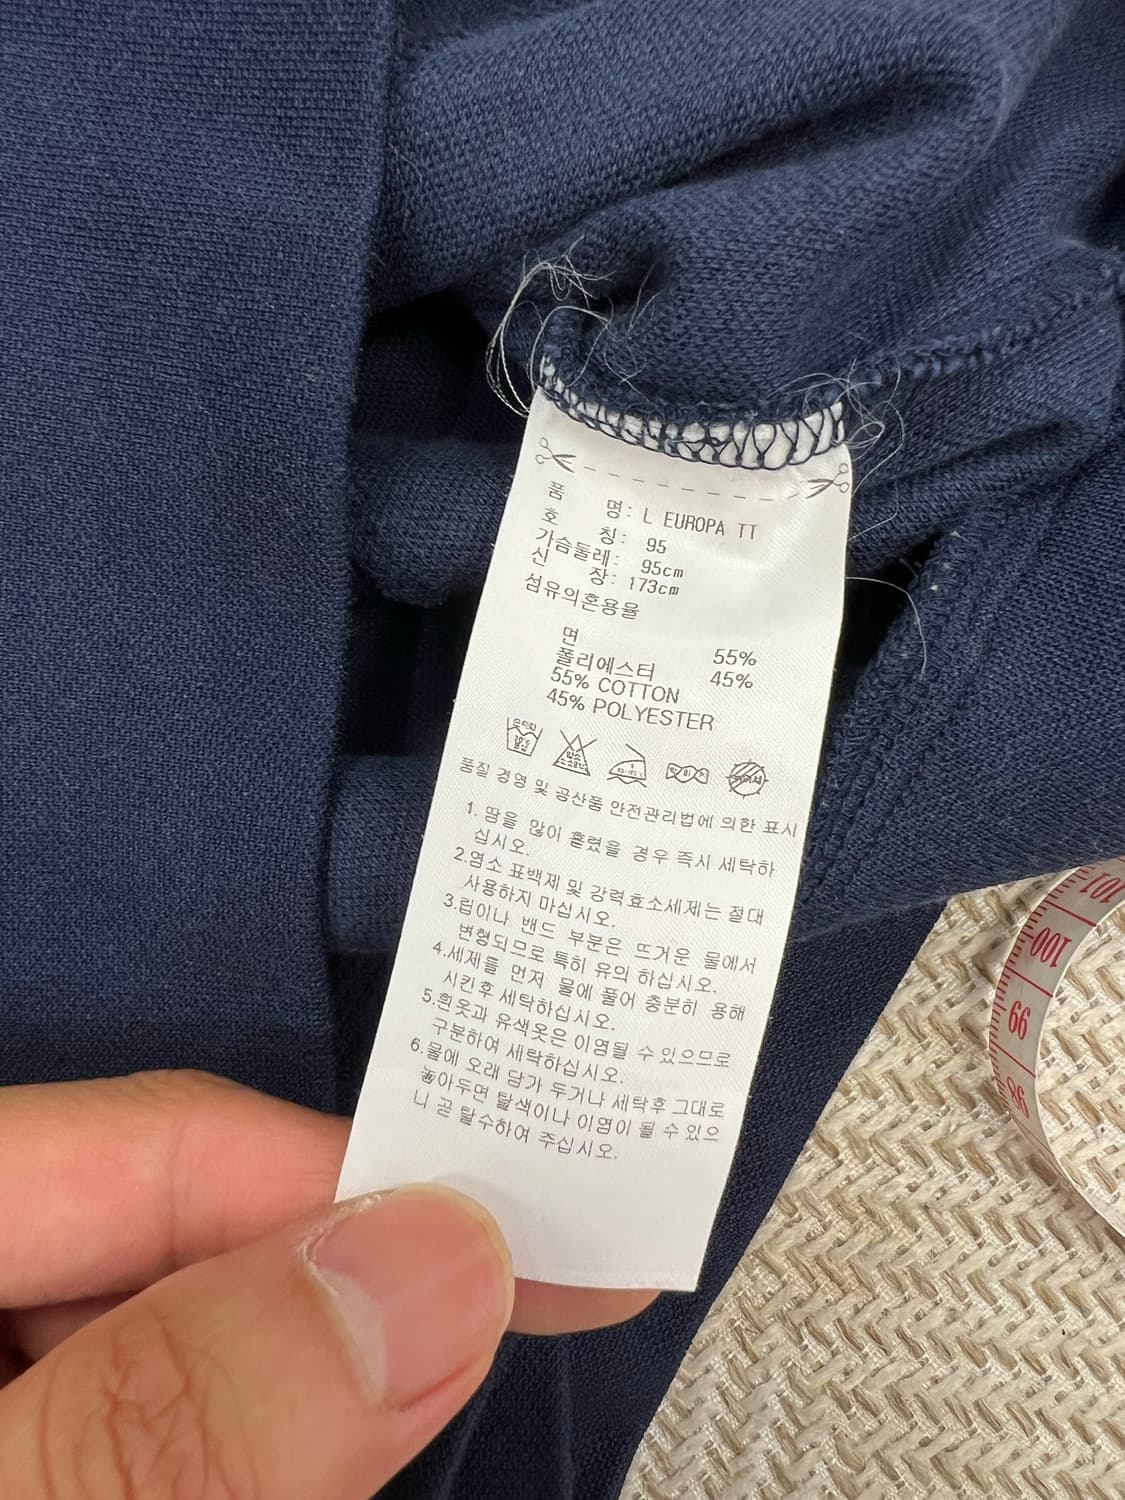 품 명: L EUROPA TT
호 칭: 95
가슴둘레: 95cm
신 장: 173cm
섬유의혼용율
면 55%
폴리에스터 45%
55% COTTON
45% POLYESTER
품질 경영 및 공산품 안전관리법에 의한 표시
1. 땀을 많이 흘렸을 경우 즉시 세탁하
십시오.
2.염소 표백제 및 강력효소세제는 절대
사용하지 마십시오.
3.립이나 밴드 부분은 뜨거운 물에서
변형되므로 특히 유의 하십시오.
4.세제를 먼저 물에 풀어 충분히 용해
시킨후 세탁하십시오.
5.흰옷과 유색옷은 이염될 수 있으므로
구분하여 세탁하십시오.
6.물에 오래 담가 두거나 세탁후 그대로
놓아두면 탈색이나 이염이 될 수 있으
니 곧 탈수하여 주십시오.
101
100
99
98